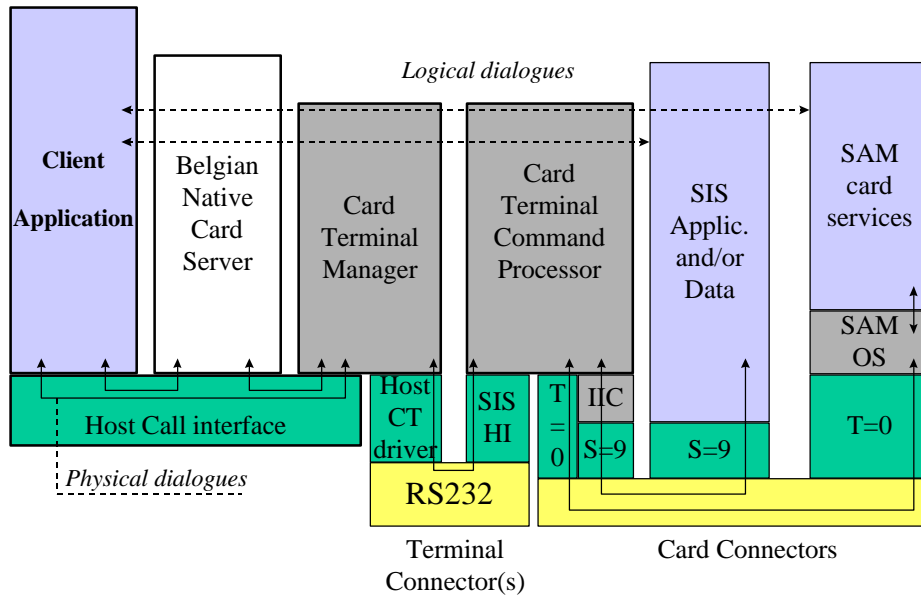 Logical dialogues
Client
Application
Belgian
Native
Card
Server
Card
Terminal
Manager
Card
Terminal
Command
Processor
SIS
Applic.
and/or
Data
SAM
card
services
SAM
OS
Host Call interface
Host
CT
driver
SIS
HI
T
=
0
IIC
S=9
S=9
T=0
Physical dialogues
RS232
Terminal
Connector(s)
Card Connectors